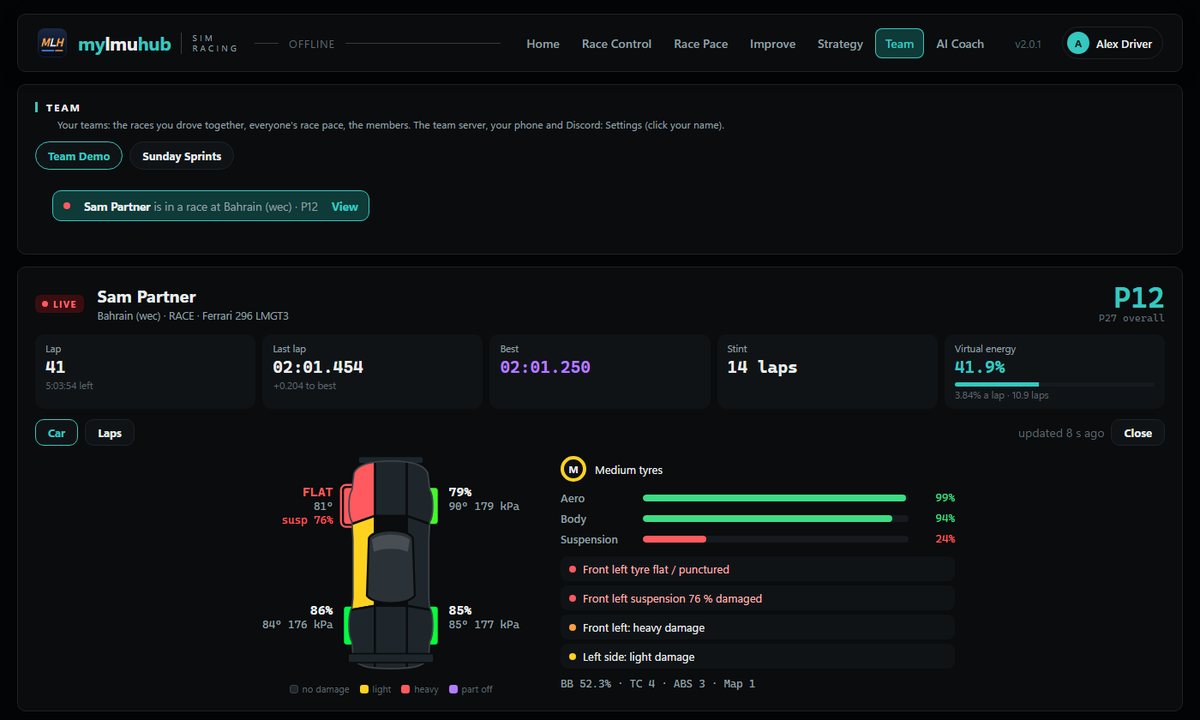 MLH mylmuhub SIM RACING OFFLINE Home Race Control Race Pace Improve Strategy Team AI Coach v2.0.1 A Alex Driver
TEAM
Your teams: the races you drove together, everyone's race pace, the members. The team server, your phone and Discord: Settings (click your name).
Team Demo Sunday Sprints
Sam Partner is in a race at Bahrain (wec) · P12 View
LIVE Sam Partner P12
Bahrain (wec) · RACE · Ferrari 296 LMGT3 P27 overall
Lap Last lap Best Stint Virtual energy
41 02:01.454 02:01.250 14 laps 41.9%
5:03:54 left +0.204 to best 3.84% a lap · 10.9 laps
Car Laps updated 8 s ago Close
M Medium tyres
FLAT 79%
81° 90° 179 kPa
susp 76%
Aero 99%
Body 94%
Suspension 24%
Front left tyre flat / punctured
Front left suspension 76 % damaged
86% 85%
84° 176 kPa 85° 177 kPa
Front left: heavy damage
Left side: light damage
no damage light heavy part off
BB 52.3% · TC 4 · ABS 3 · Map 1